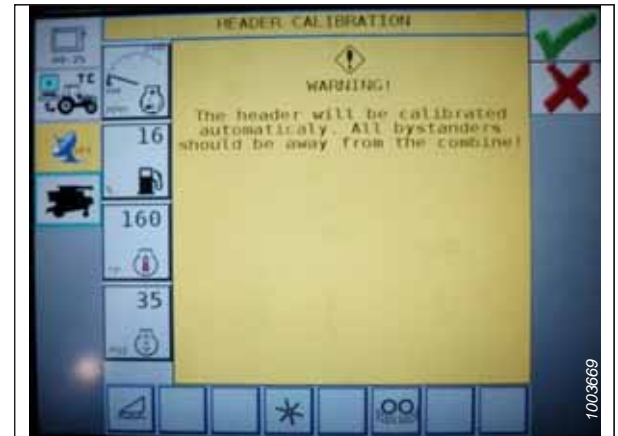 HEADER CALIBRATION
WARNING!
The header will be calibrated
automaticaly. All bystanders
should be away from the combine!
TC
16
160
35
1003669